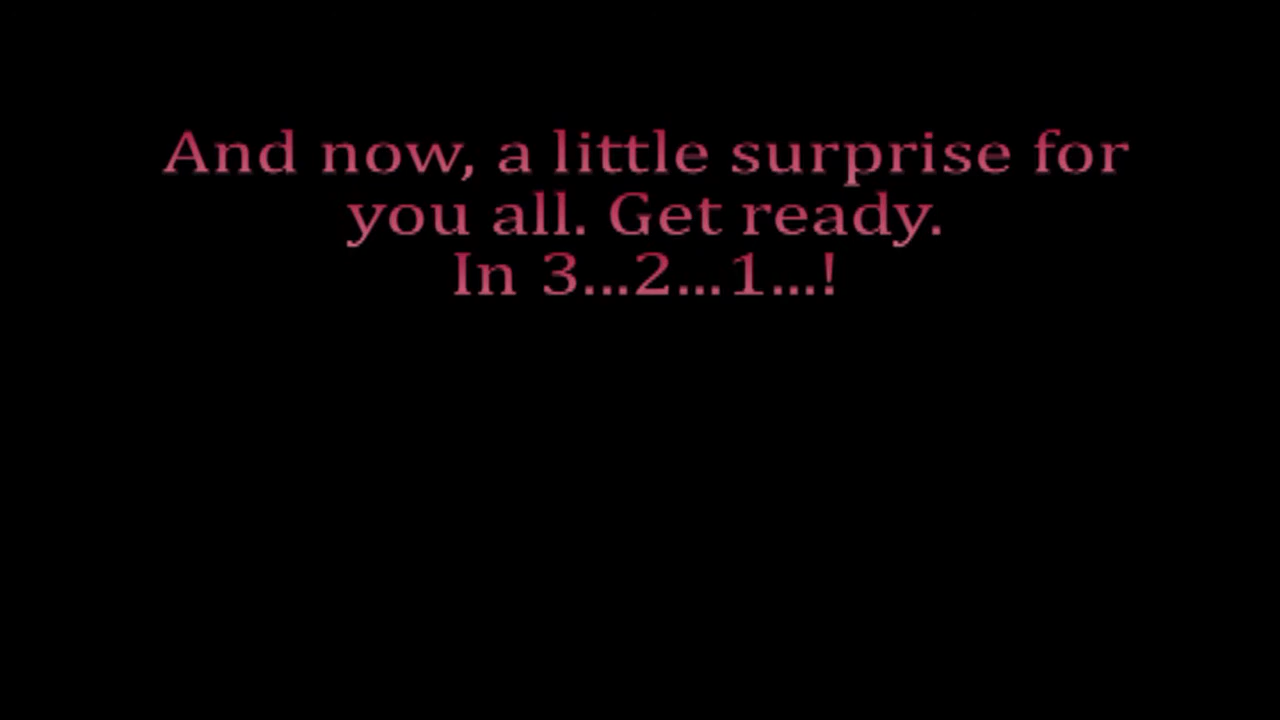 And now, a little surprise for
you all. Get ready.
In 3...2...1...!